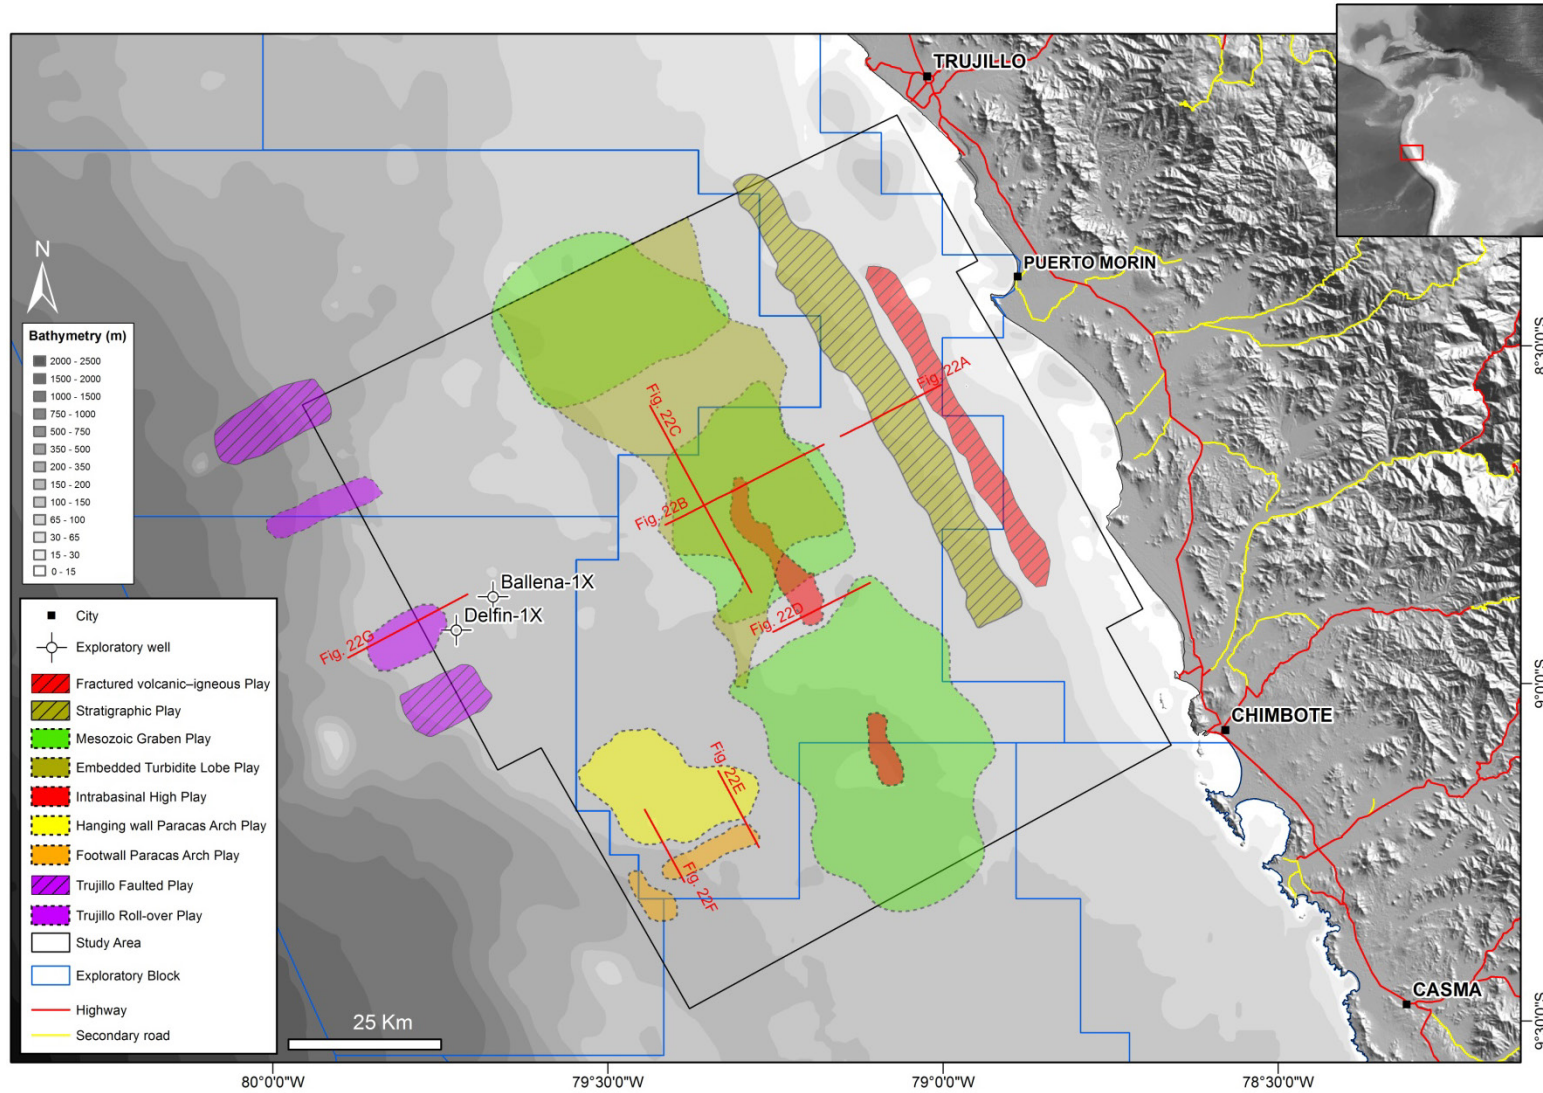 TRUJILLO
PUERTO MORIN
N
Bathymetry (m)
2000 - 2500
1500 - 2000
1000 - 1500
750 - 1000
500 - 750
350 - 500
200 - 350
150 - 200
100 - 150
65 - 100
30 - 65
15 - 30
0 - 15
8°30'0"S
Fig. 22A
Fig. 22C
Fig. 22B
Ballena-1X
Delfin-1X
Fig. 22D
Fig. 22G
9°0'0"S
CHIMBOTE
Fig. 22E
Fig. 22F
City
Exploratory well
Fractured volcanic–igneous Play
Stratigraphic Play
Mesozoic Graben Play
Embedded Turbidite Lobe Play
Intrabasinal High Play
Hanging wall Paracas Arch Play
Footwall Paracas Arch Play
Trujillo Faulted Play
Trujillo Roll-over Play
Study Area
Exploratory Block
Highway
Secondary road
25 Km
CASMA
9°30'0"S
80°0'0"W
79°30'0"W
79°0'0"W
78°30'0"W